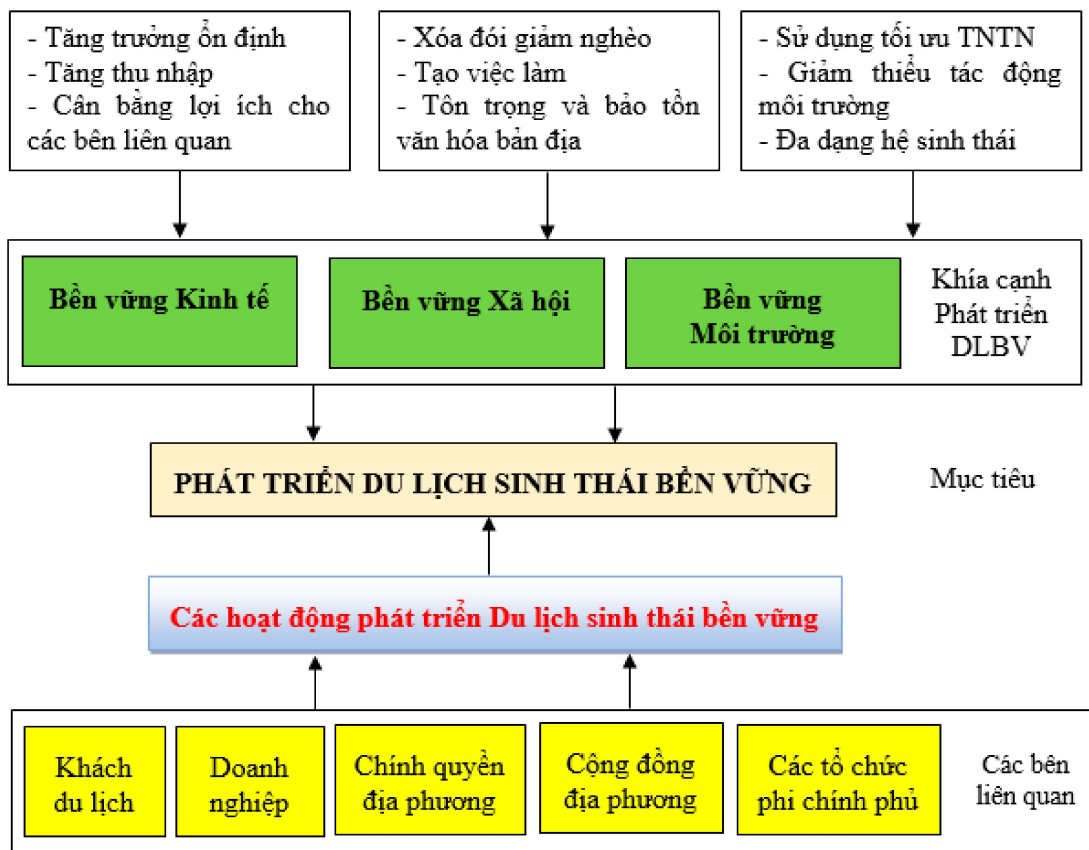 - Tăng trưởng ổn định
- Tăng thu nhập
- Cân bằng lợi ích cho
các bên liên quan
- Xóa đói giảm nghèo
- Tạo việc làm
- Tôn trọng và bảo tồn
văn hóa bản địa
- Sử dụng tối ưu TNTN
- Giảm thiểu tác động
môi trường
- Đa dạng hệ sinh thái
Bền vững Kinh tế
Bền vững Xã hội
Bền vững
Môi trường
Khía cạnh
Phát triển
DLBV
PHÁT TRIỂN DU LỊCH SINH THÁI BỀN VỮNG
Mục tiêu
Các hoạt động phát triển Du lịch sinh thái bền vững
Khách
du lịch
Doanh
nghiệp
Chính quyền
địa phương
Cộng đồng
địa phương
Các tổ chức
phi chính phủ
Các bên
liên quan